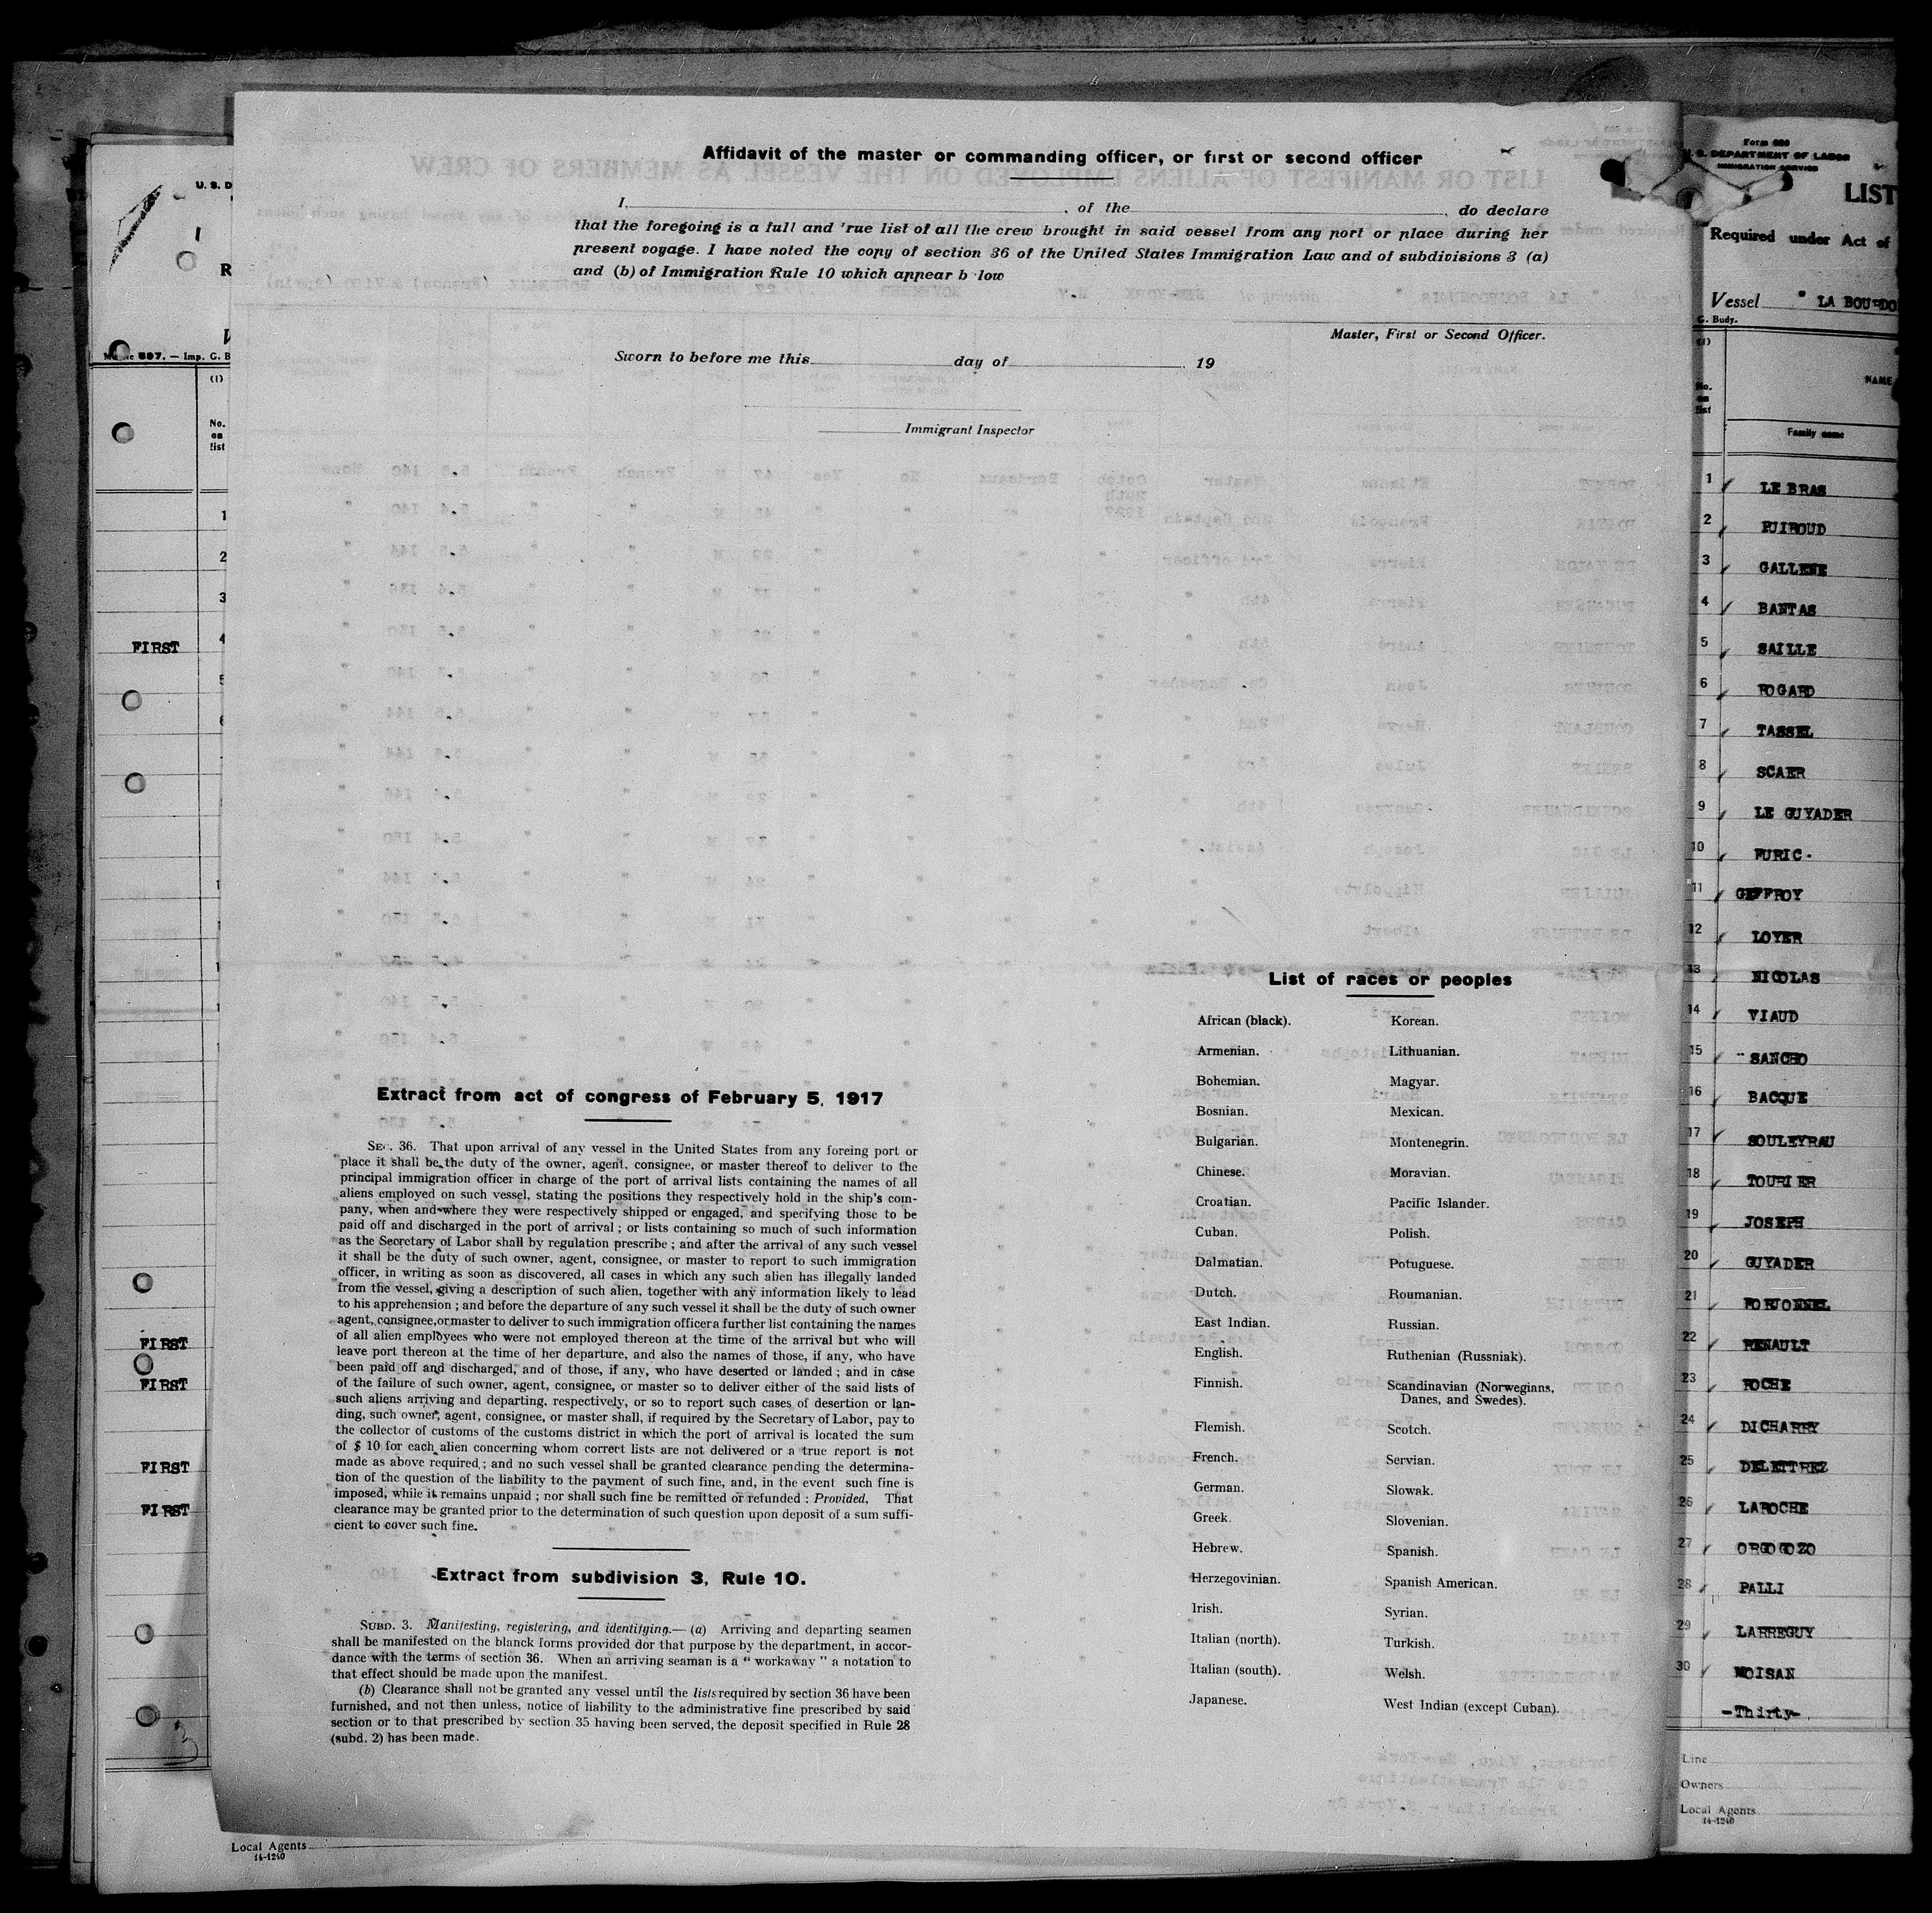 Affidavit of the master or commanding officer, or first or second officer
I, , of the , do declare
that the foregoing is a full and 'rue list of all the crew brought in said vessel from any port or place during her
present voyage. I have noted the copy of section 36 of the United States Immigration Law and of subdivisions 3 (a)
and (b) of Immigration Rule 10 which appear b low
Master, First or Second Officer.
Sworn to before me this day of , 19
Immigrant Inspector
Extract from act of congress of February 5, 1917
SEC. 36. That upon arrival of any vessel in the United States from any foreing port or
place it shall be the duty of the owner, agent, consignee, or master thereof to deliver to the
principal immigration officer in charge of the port of arrival lists containing the names of all
aliens employed on such vessel, stating the positions they respectively hold in the ship's com-
pany, when and where they were respectively shipped or engaged, and specifying those to be
paid off and discharged in the port of arrival ; or lists containing so much of such information
as the Secretary of Labor shall by regulation prescribe ; and after the arrival of any such vessel
it shall be the duty of such owner, agent, consignee, or master to report to such immigration
officer, in writing as soon as discovered, all cases in which any such alien has illegally landed
from the vessel, giving a description of such alien, together with any information likely to lead
to his apprehension ; and before the departure of any such vessel it shall be the duty of such owner
agent, consignee, or master to deliver to such immigration officer a further list containing the names
of all alien employees who were not employed thereon at the time of the arrival but who will
leave port thereon at the time of her departure, and also the names of those, if any, who have
been paid off and discharged, and of those, if any, who have deserted or landed ; and in case
of the failure of such owner, agent, consignee, or master so to deliver either of the said lists of
such aliens arriving and departing, respectively, or so to report such cases of desertion or lan-
ding, such owner, agent, consignee, or master shall, if required by the Secretary of Labor, pay to
the collector of customs of the customs district in which the port of arrival is located the sum
of $ 10 for each alien concerning whom correct lists are not delivered or a true report is not
made as above required ; and no such vessel shall be granted clearance pending the determina-
tion of the question of the liability to the payment of such fine, and, in the event such fine is
imposed, while it remains unpaid ; nor shall such fine be remitted or refunded : Provided, That
clearance may be granted prior to the determination of such question upon deposit of a sum suffi-
cient to cover such fine.
Extract from subdivision 3, Rule 10.
SUBD. 3. Manifesting, registering, and identifying.— (a) Arriving and departing seamen
shall be manifested on the blanck forms provided dor that purpose by the department, in accor-
dance with the terms of section 36. When an arriving seaman is a “ workaway ” a notation to
that effect should be made upon the manifest.
(b) Clearance shall not be granted any vessel until the lists required by section 36 have been
furnished, and not then unless, notice of liability to the administrative fine prescribed by said
section or to that prescribed by section 35 having been served, the deposit specified in Rule 28
(subd. 2) has been made.
List of races or peoples
African (black).
Armenian.
Bohemian.
Bosnian.
Bulgarian.
Chinese.
Croatian.
Cuban.
Dalmatian.
Dutch.
East Indian.
English.
Finnish.
Flemish.
French.
German.
Greek.
Hebrew.
Herzegovinian.
Irish.
Italian (north).
Italian (south).
Japanese.
Korean.
Lithuanian.
Magyar.
Mexican.
Montenegrin.
Moravian.
Pacific Islander.
Polish.
Potuguese.
Roumanian.
Russian.
Ruthenian (Russniak).
Scandinavian (Norwegians,
Danes, and Swedes).
Scotch.
Servian.
Slowak.
Slovenian.
Spanish.
Spanish American.
Syrian.
Turkish.
Welsh.
West Indian (except Cuban).
U. S. D
(1)
No.
on
list
FIRST
FIRST
FIRST
FIRST
FIRST
Local Agents
14-1240
Form 680
U. S. DEPARTMENT OF LABOR
IMMIGRATION SERVICE
LIST
Required under Act of
Vessel " LA BOURDO
G. Budy.
(1)
No.
on
list
NAME
Family name
1 LE BRAS
2
3 GALLENE
4 BANTAS
5 SAILLE
6 ROGARD
7 TASSEL
8 SCAER
9 LE GUYADER
10 FURIC.
11 GEFFROY
12 LOYER
13 NICOLAS
14 VIAUD
15 SANCHO
16 BACQUE
17 SOULEYRAU
18 TOURIER
19 JOSEPH
20 GUYADER
21
22 RENAULT
23 ROCHE
24 DICHARRY
25 DELETTREZ
26 LAROCHE
27 ORGOGOZO
28 PALLI
29 LARREGUY
30 MOISAN
-Thirty-
Line
Owners
Local Agents
14-1240